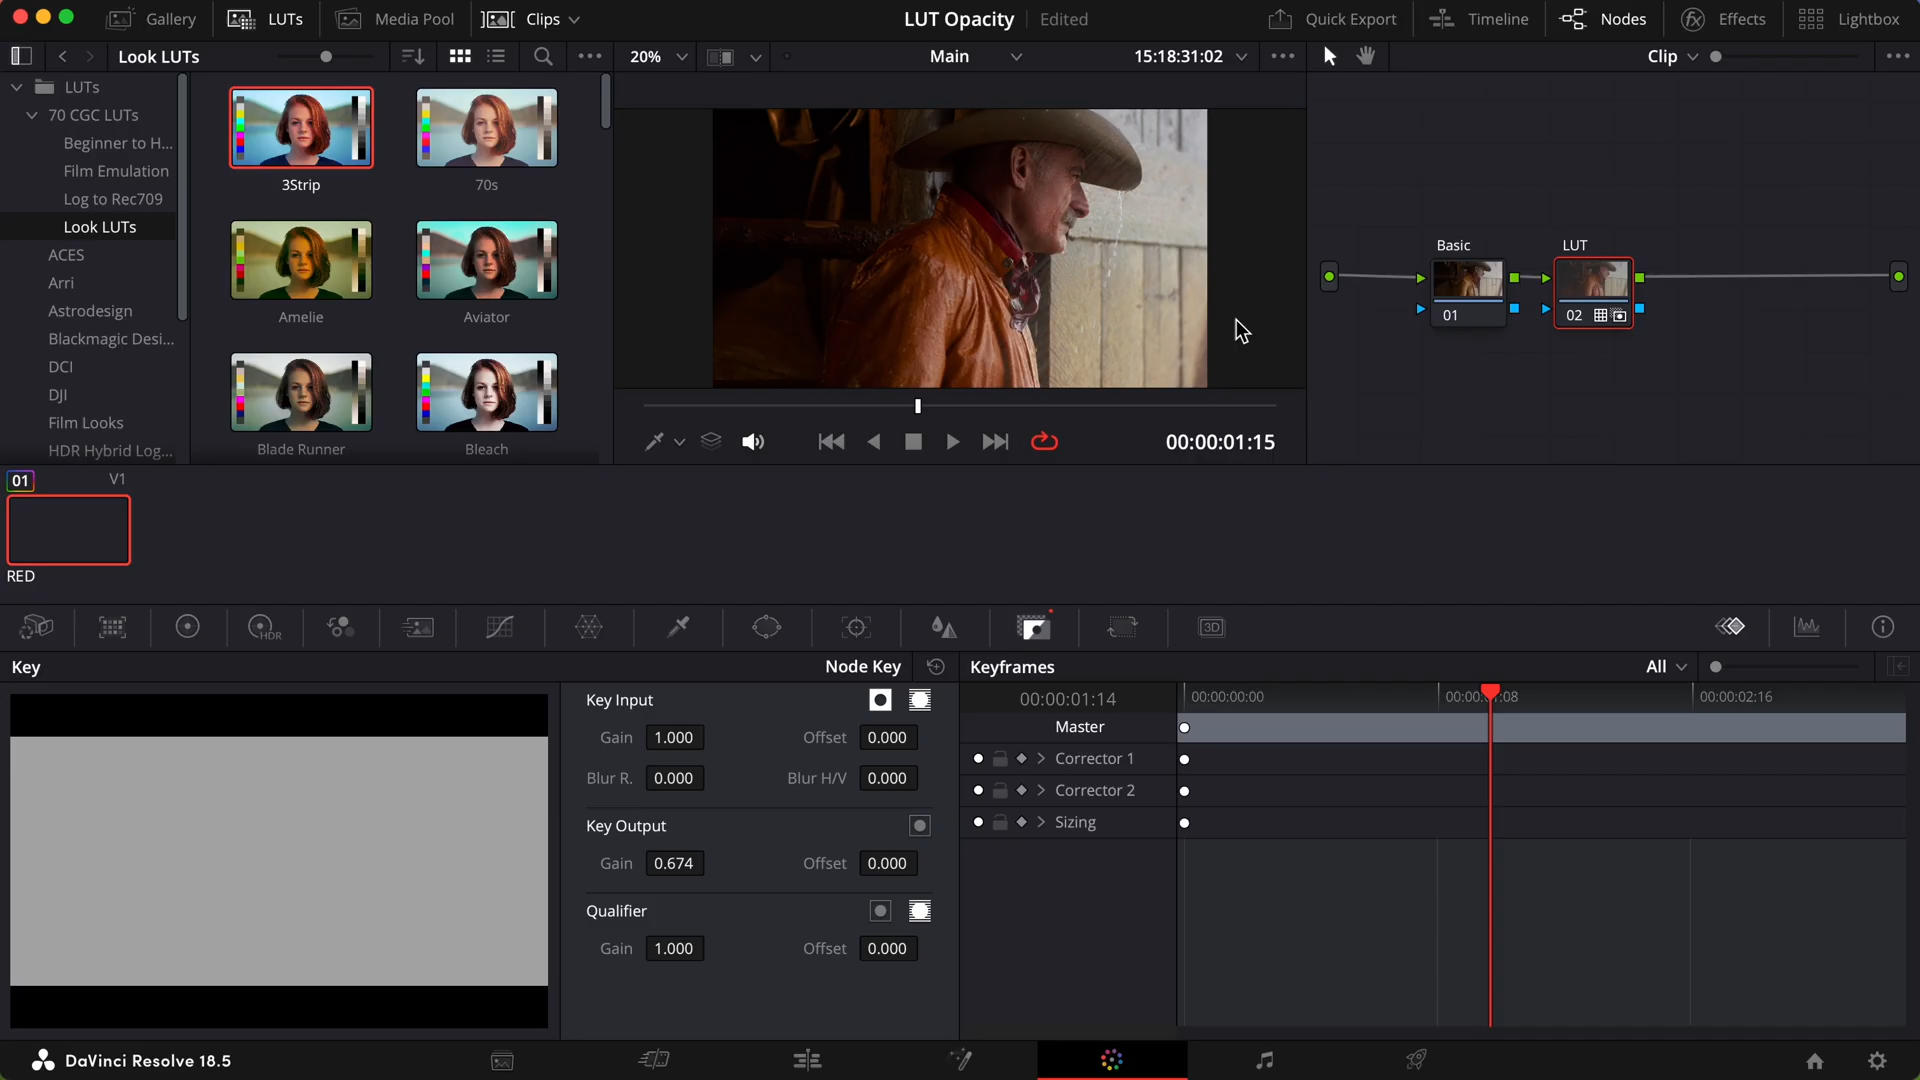 Gallery LUTs Media Pool Clips LUT Opacity Edited Quick Export Timeline Nodes Effects Lightbox
Look LUTs 20% Main 15:18:31:02 Clip
LUTs
70 CGC LUTs
Beginner to H...
Film Emulation
Log to Rec709
Look LUTs
ACES
Arri
Astrodesign
Blackmagic Desi...
DCI
DJI
Film Looks
HDR Hybrid Log...
3Strip 70s
Amelie Aviator
Blade Runner Bleach
00:00:01:15
Basic LUT
01 02
01 V1
RED
HDR
3D
Key Node Key
Key Input
Gain 1.000 Offset 0.000
Blur R. 0.000 Blur H/V 0.000
Key Output
Gain 0.674 Offset 0.000
Qualifier
Gain 1.000 Offset 0.000
Keyframes All
00:00:01:14 00:00:00:00 00:00:02:16
Master
Corrector 1
Corrector 2
Sizing
DaVinci Resolve 18.5